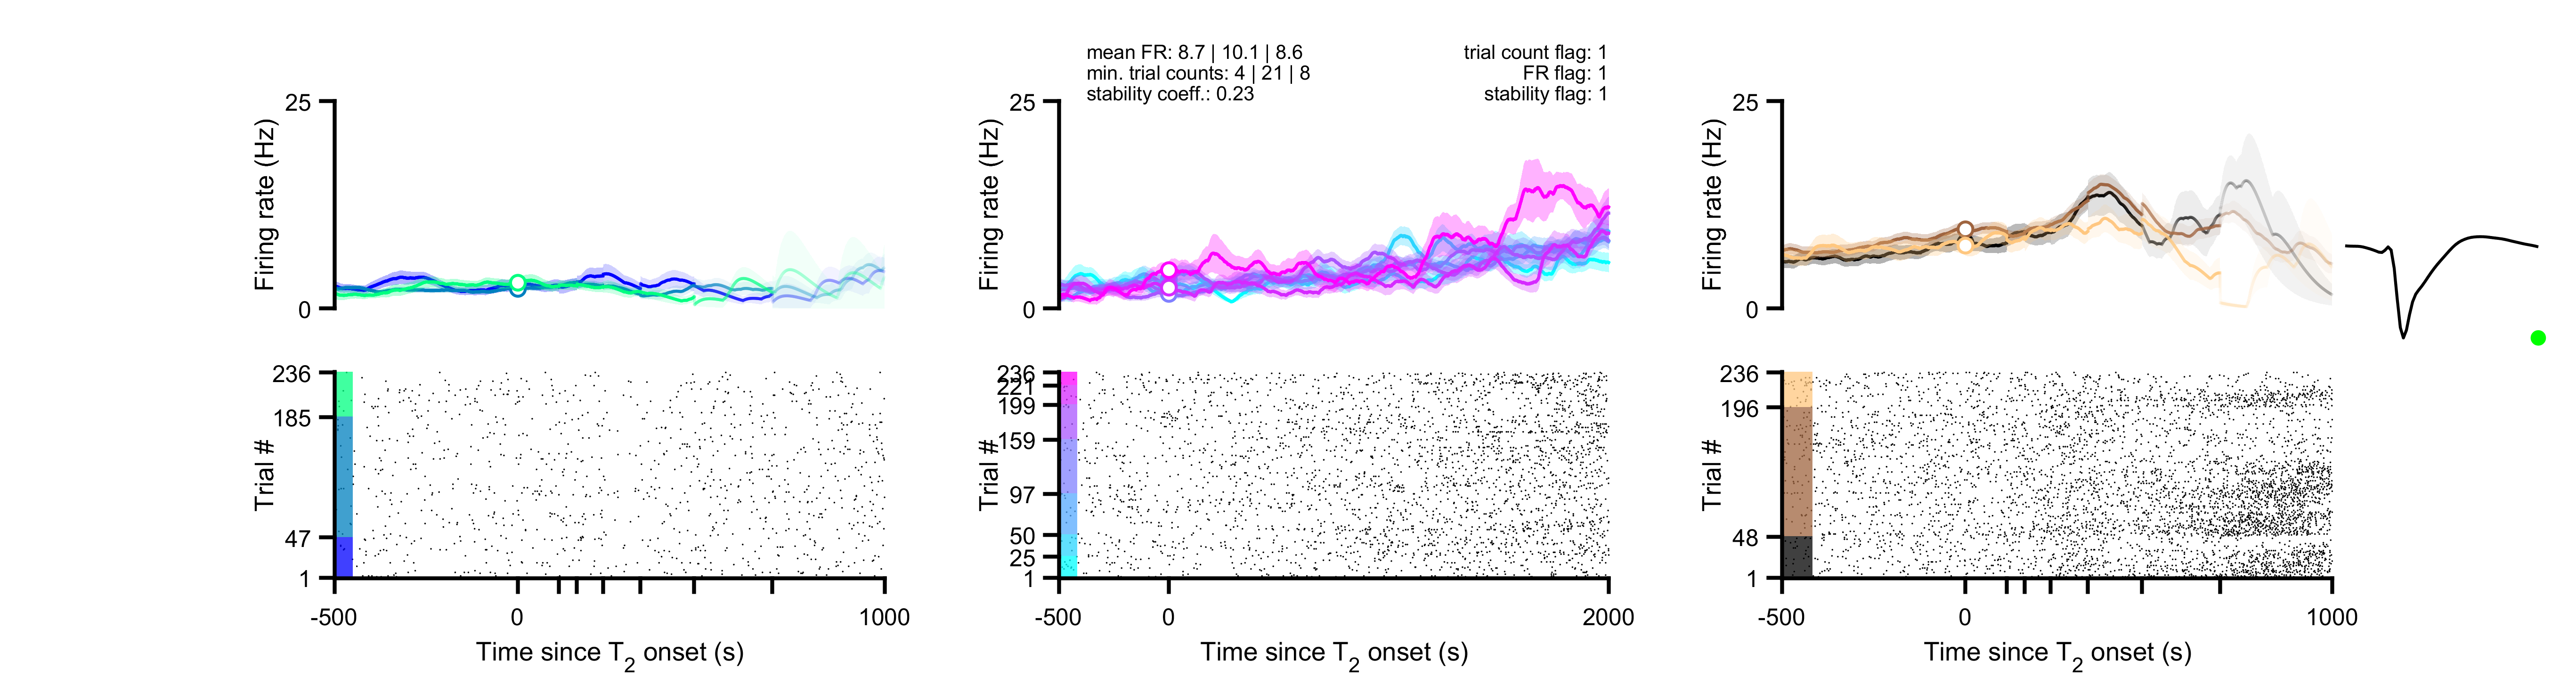 mean FR: 8.7 | 10.1 | 8.6
min. trial counts: 4 | 21 | 8
stability coeff.: 0.23
trial count flag: 1
FR flag: 1
stability flag: 1
Firing rate (Hz)
25
0
Trial #
236
185
47
1
-500
0
1000
Time since T2 onset (s)
Firing rate (Hz)
25
0
Trial #
236
221
199
159
97
50
25
1
-500
0
2000
Time since T2 onset (s)
Firing rate (Hz)
25
0
Trial #
236
196
48
1
-500
0
1000
Time since T2 onset (s)